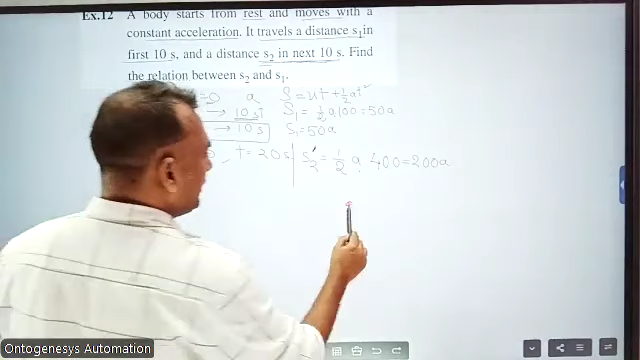 Ex.12 A body starts from rest and moves with a
constant acceleration. It travels a distance s₁ in
first 10 s, and a distance s₂ in next 10 s. Find
the relation between s₂ and s₁.
=0 a S = ut + ½at²
→ 10 s S₁ = ½ a 100 = 50a
→ 10 s S₁ = 50a
t = 20 s S₂' = ½ a . 400 = 200a
Ontogenesys Automation